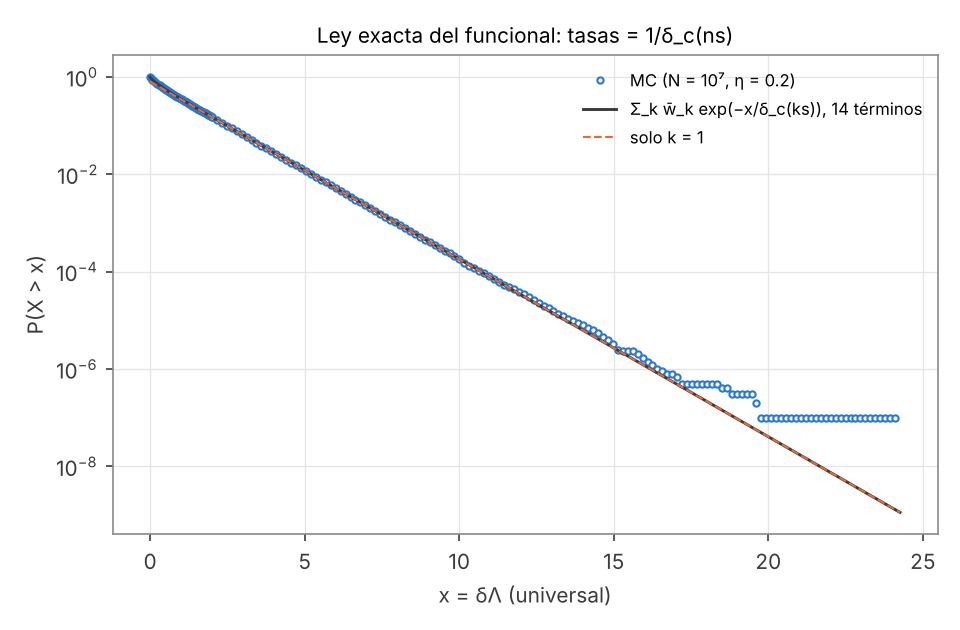 Ley exacta del funcional: tasas = 1/δ_c(ns)
MC (N = 10⁷, η = 0.2)
Σ_k w̄_k exp(−x/δ_c(ks)), 14 términos
solo k = 1
P(X > x)
10⁰
10⁻²
10⁻⁴
10⁻⁶
10⁻⁸
0 5 10 15 20 25
x = δΛ (universal)